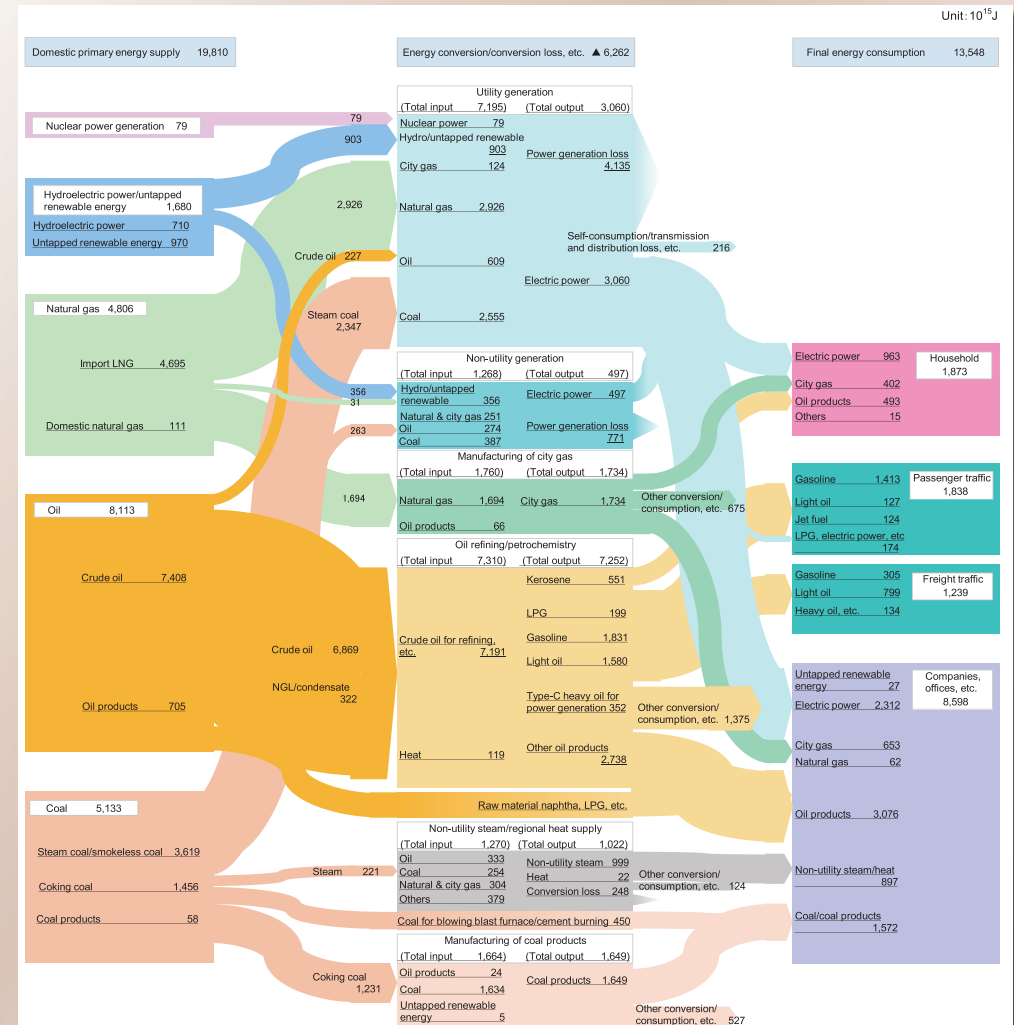 Unit: 10¹⁵J
Domestic primary energy supply 19,810
Energy conversion/conversion loss, etc. ▲ 6,262
Final energy consumption 13,548
Nuclear power generation 79
79
903
Hydroelectric power/untapped
renewable energy 1,680
Hydroelectric power 710
Untapped renewable energy 970
2,926
Crude oil 227
Natural gas 4,806
Import LNG 4,695
Domestic natural gas 111
Steam coal
2,347
356
31
263
1,694
Oil 8,113
Crude oil 7,408
Oil products 705
Crude oil 6,869
NGL/condensate
322
Coal 5,133
Steam coal/smokeless coal 3,619
Coking coal 1,456
Coal products 58
Steam 221
Coking coal
1,231
Utility generation
(Total input 7,195) (Total output 3,060)
Nuclear power 79
Hydro/untapped renewable
903
City gas 124
Power generation loss
4,135
Natural gas 2,926
Self-consumption/transmission
and distribution loss, etc. 216
Oil 609
Electric power 3,060
Coal 2,555
Non-utility generation
(Total input 1,268) (Total output 497)
Hydro/untapped
renewable 356
Electric power 497
Natural & city gas 251
Oil 274
Coal 387
Power generation loss
771
Manufacturing of city gas
(Total input 1,760) (Total output 1,734)
Natural gas 1,694
City gas 1,734
Oil products 66
Other conversion/
consumption, etc. 675
Oil refining/petrochemistry
(Total input 7,310) (Total output 7,252)
Kerosene 551
LPG 199
Crude oil for refining,
etc. 7,191
Gasoline 1,831
Light oil 1,580
Type-C heavy oil for
power generation 352
Other conversion/
consumption, etc. 1,375
Heat 119
Other oil products
2,738
Raw material naphtha, LPG, etc.
Non-utility steam/regional heat supply
(Total input 1,270) (Total output 1,022)
Oil 333
Coal 254
Natural & city gas 304
Others 379
Non-utility steam 999
Heat 22
Conversion loss 248
Other conversion/
consumption, etc. 124
Coal for blowing blast furnace/cement burning 450
Manufacturing of coal products
(Total input 1,664) (Total output 1,649)
Oil products 24
Coal 1,634
Untapped renewable
energy 5
Coal products 1,649
Other conversion/
consumption, etc. 527
Electric power 963
City gas 402
Oil products 493
Others 15
Household
1,873
Gasoline 1,413
Light oil 127
Jet fuel 124
LPG, electric power, etc
174
Passenger traffic
1,838
Gasoline 305
Light oil 799
Heavy oil, etc. 134
Freight traffic
1,239
Untapped renewable
energy 27
Electric power 2,312
Companies,
offices, etc.
8,598
City gas 653
Natural gas 62
Oil products 3,076
Non-utility steam/heat
897
Coal/coal products
1,572